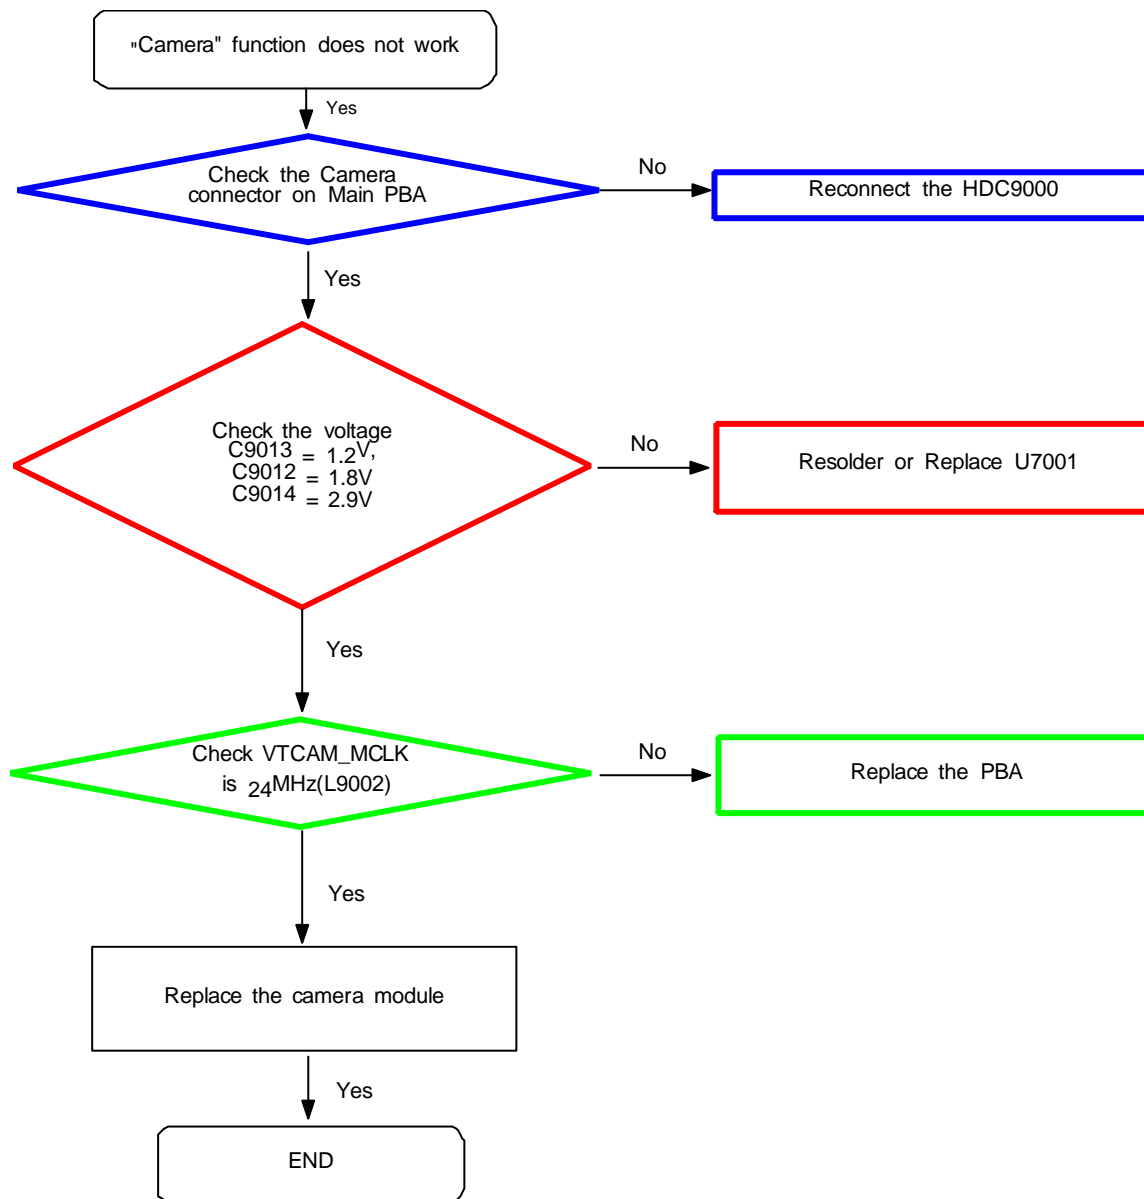 "Camera" function does not work
Yes
Check the Camera
connector on Main PBA
No
Reconnect the HDC9000
Yes
Check the voltage
C9013 = 1.2V,
C9012 = 1.8V
C9014 = 2.9V
No
Resolder or Replace U7001
Yes
Check VTCAM_MCLK
is 24MHz(L9002)
No
Replace the PBA
Yes
Replace the camera module
Yes
END